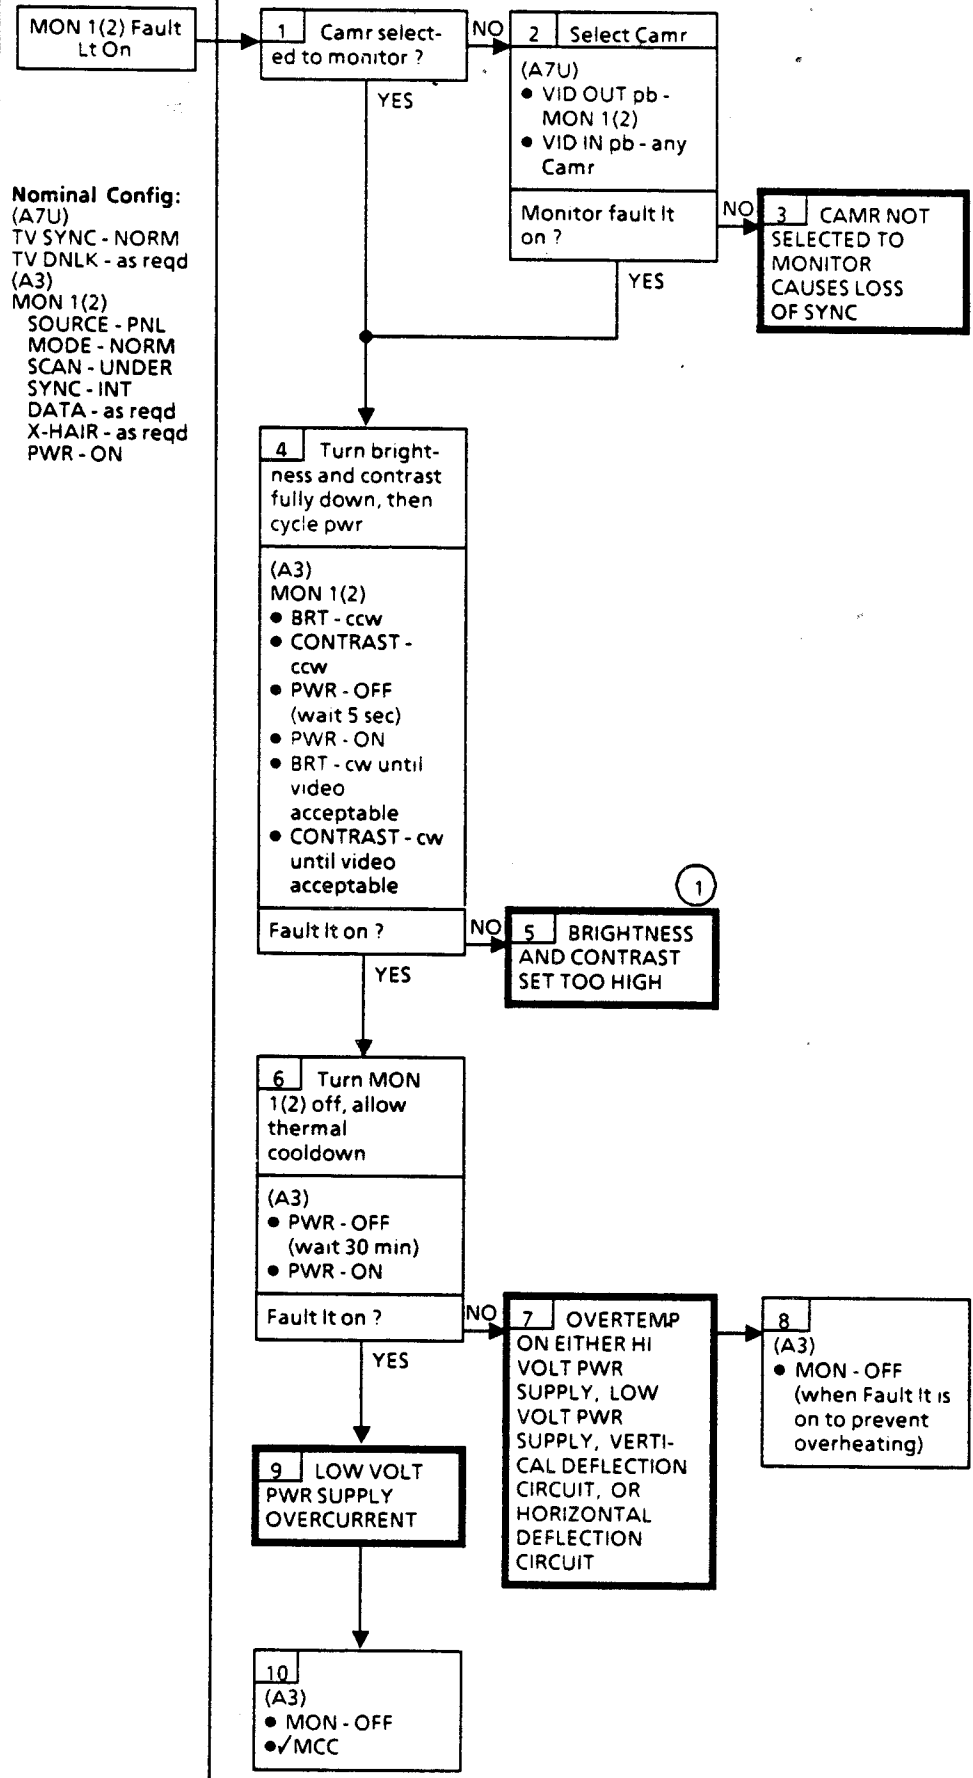 MON 1(2) Fault
Lt On
1 Camr select-
ed to monitor ?
NO
YES
2 Select Camr
(A7U)
● VID OUT pb -
MON 1(2)
● VID IN pb - any
Camr
Monitor fault lt
on ?
NO
YES
3 CAMR NOT
SELECTED TO
MONITOR
CAUSES LOSS
OF SYNC
Nominal Config:
(A7U)
TV SYNC - NORM
TV DNLK - as reqd
(A3)
MON 1(2)
SOURCE - PNL
MODE - NORM
SCAN - UNDER
SYNC - INT
DATA - as reqd
X-HAIR - as reqd
PWR - ON
4 Turn bright-
ness and contrast
fully down, then
cycle pwr
(A3)
MON 1(2)
● BRT - ccw
● CONTRAST -
ccw
● PWR - OFF
(wait 5 sec)
● PWR - ON
● BRT - cw until
video
acceptable
● CONTRAST - cw
until video
acceptable
Fault lt on ?
NO
YES
1
5 BRIGHTNESS
AND CONTRAST
SET TOO HIGH
6 Turn MON
1(2) off, allow
thermal
cooldown
(A3)
● PWR - OFF
(wait 30 min)
● PWR - ON
Fault lt on ?
NO
YES
7 OVERTEMP
ON EITHER HI
VOLT PWR
SUPPLY, LOW
VOLT PWR
SUPPLY, VERTI-
CAL DEFLECTION
CIRCUIT, OR
HORIZONTAL
DEFLECTION
CIRCUIT
8
(A3)
● MON - OFF
(when Fault lt is
on to prevent
overheating)
9 LOW VOLT
PWR SUPPLY
OVERCURRENT
10
(A3)
● MON - OFF
●√MCC